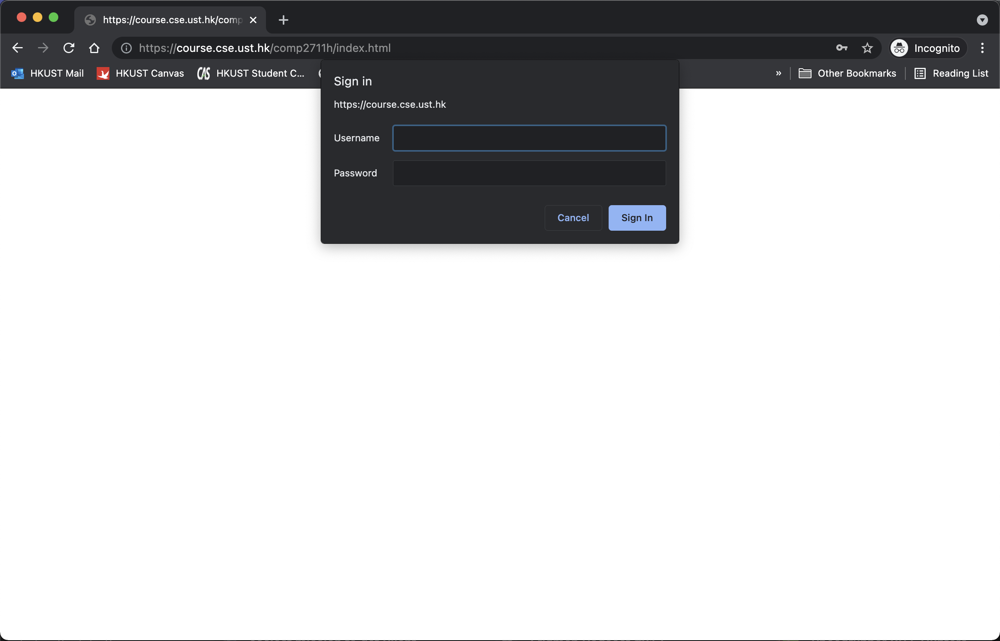 https://course.cse.ust.hk/comp
https://course.cse.ust.hk/comp2711h/index.html
Incognito
HKUST Mail
HKUST Canvas
CAS HKUST Student C...
» Other Bookmarks
Reading List
Sign in
https://course.cse.ust.hk
Username
Password
Cancel
Sign In